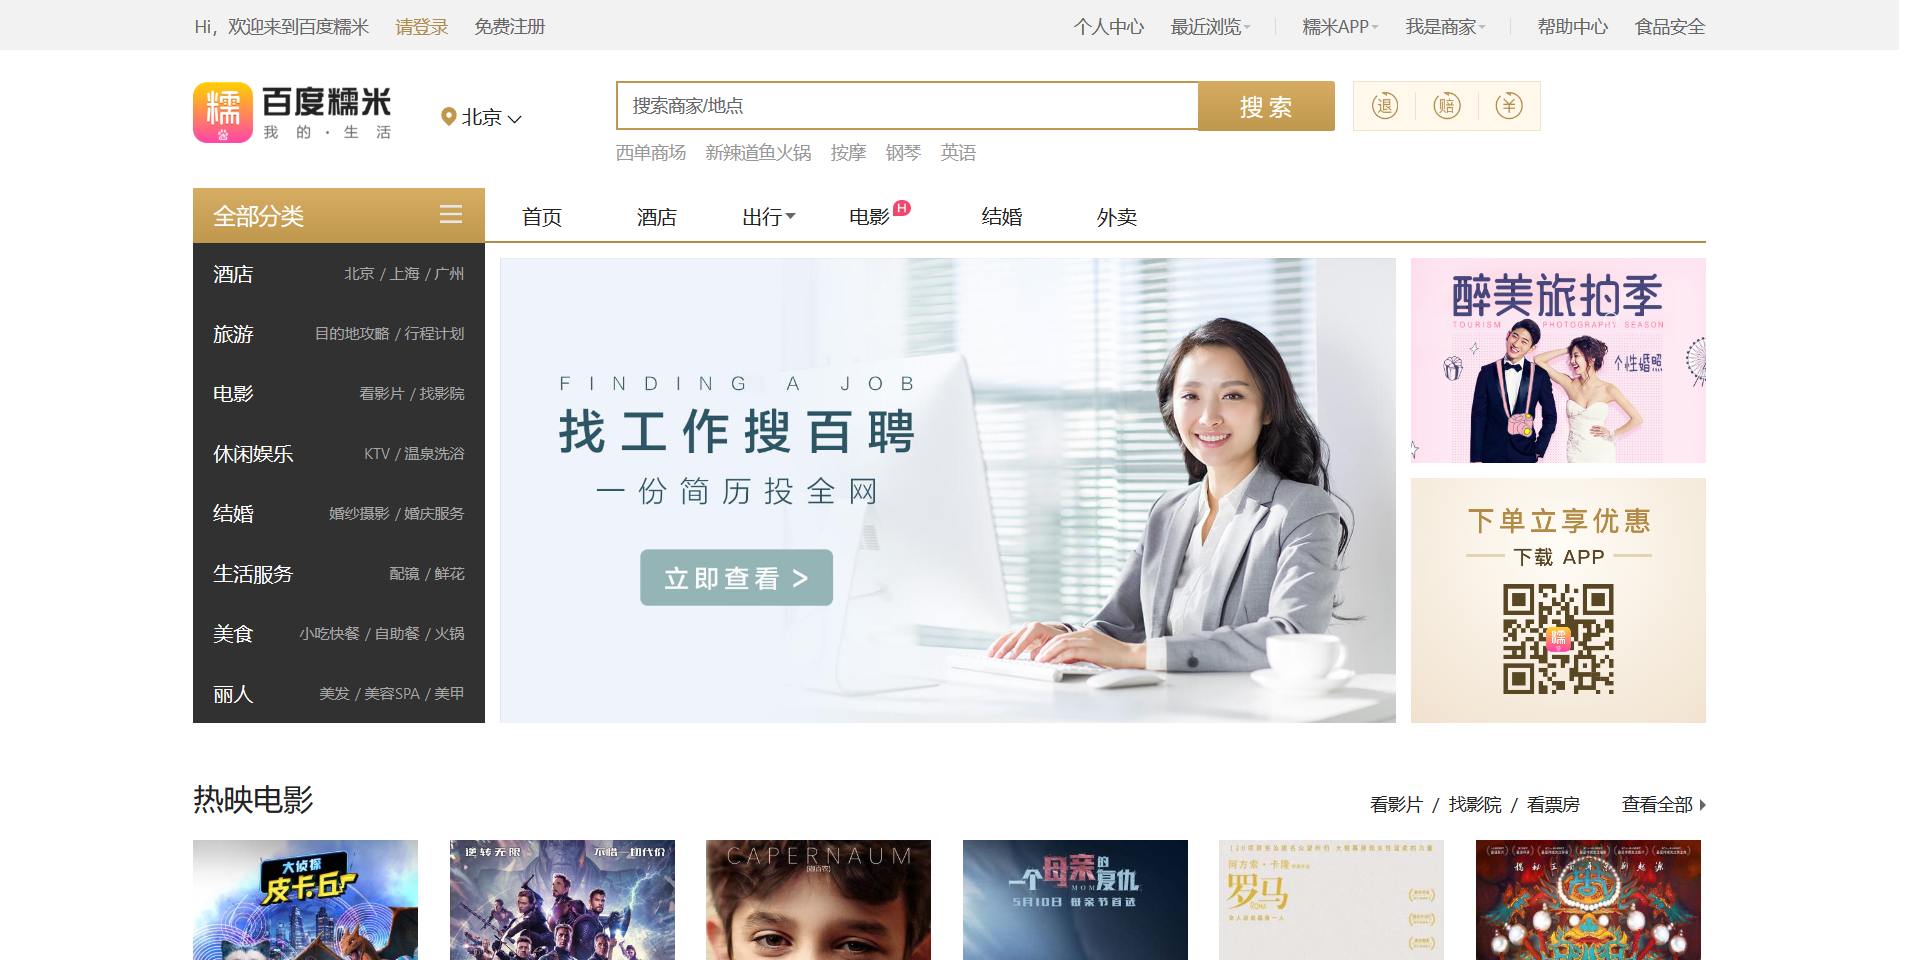 Hi，欢迎来到百度糯米 请登录 免费注册 个人中心 最近浏览 糯米APP 我是商家 帮助中心 食品安全
糯 百度糯米
我的·生活
北京
搜索商家/地点 搜索 退 赔 ¥
西单商场 新辣道鱼火锅 按摩 钢琴 英语
全部分类 首页 酒店 出行 电影 H 结婚 外卖
酒店 北京 / 上海 / 广州
旅游 目的地攻略 / 行程计划
电影 看影片 / 找影院
休闲娱乐 KTV / 温泉洗浴
结婚 婚纱摄影 / 婚庆服务
生活服务 配镜 / 鲜花
美食 小吃快餐 / 自助餐 / 火锅
丽人 美发 / 美容SPA / 美甲
FINDING A JOB
找工作搜百聘
一份简历投全网
立即查看 >
醉美旅拍季
TOURISM PHOTOGRAPHY SEASON
个性婚照
下单立享优惠
下载 APP
糯
热映电影 看影片 / 找影院 / 看票房 查看全部
大侦探
皮卡丘
逆转无限 不惜一切代价
CAPERNAUM
一个母亲的复仇
MOM
5月10日 母亲节首选
阿方索·卡隆
罗马
ROMA